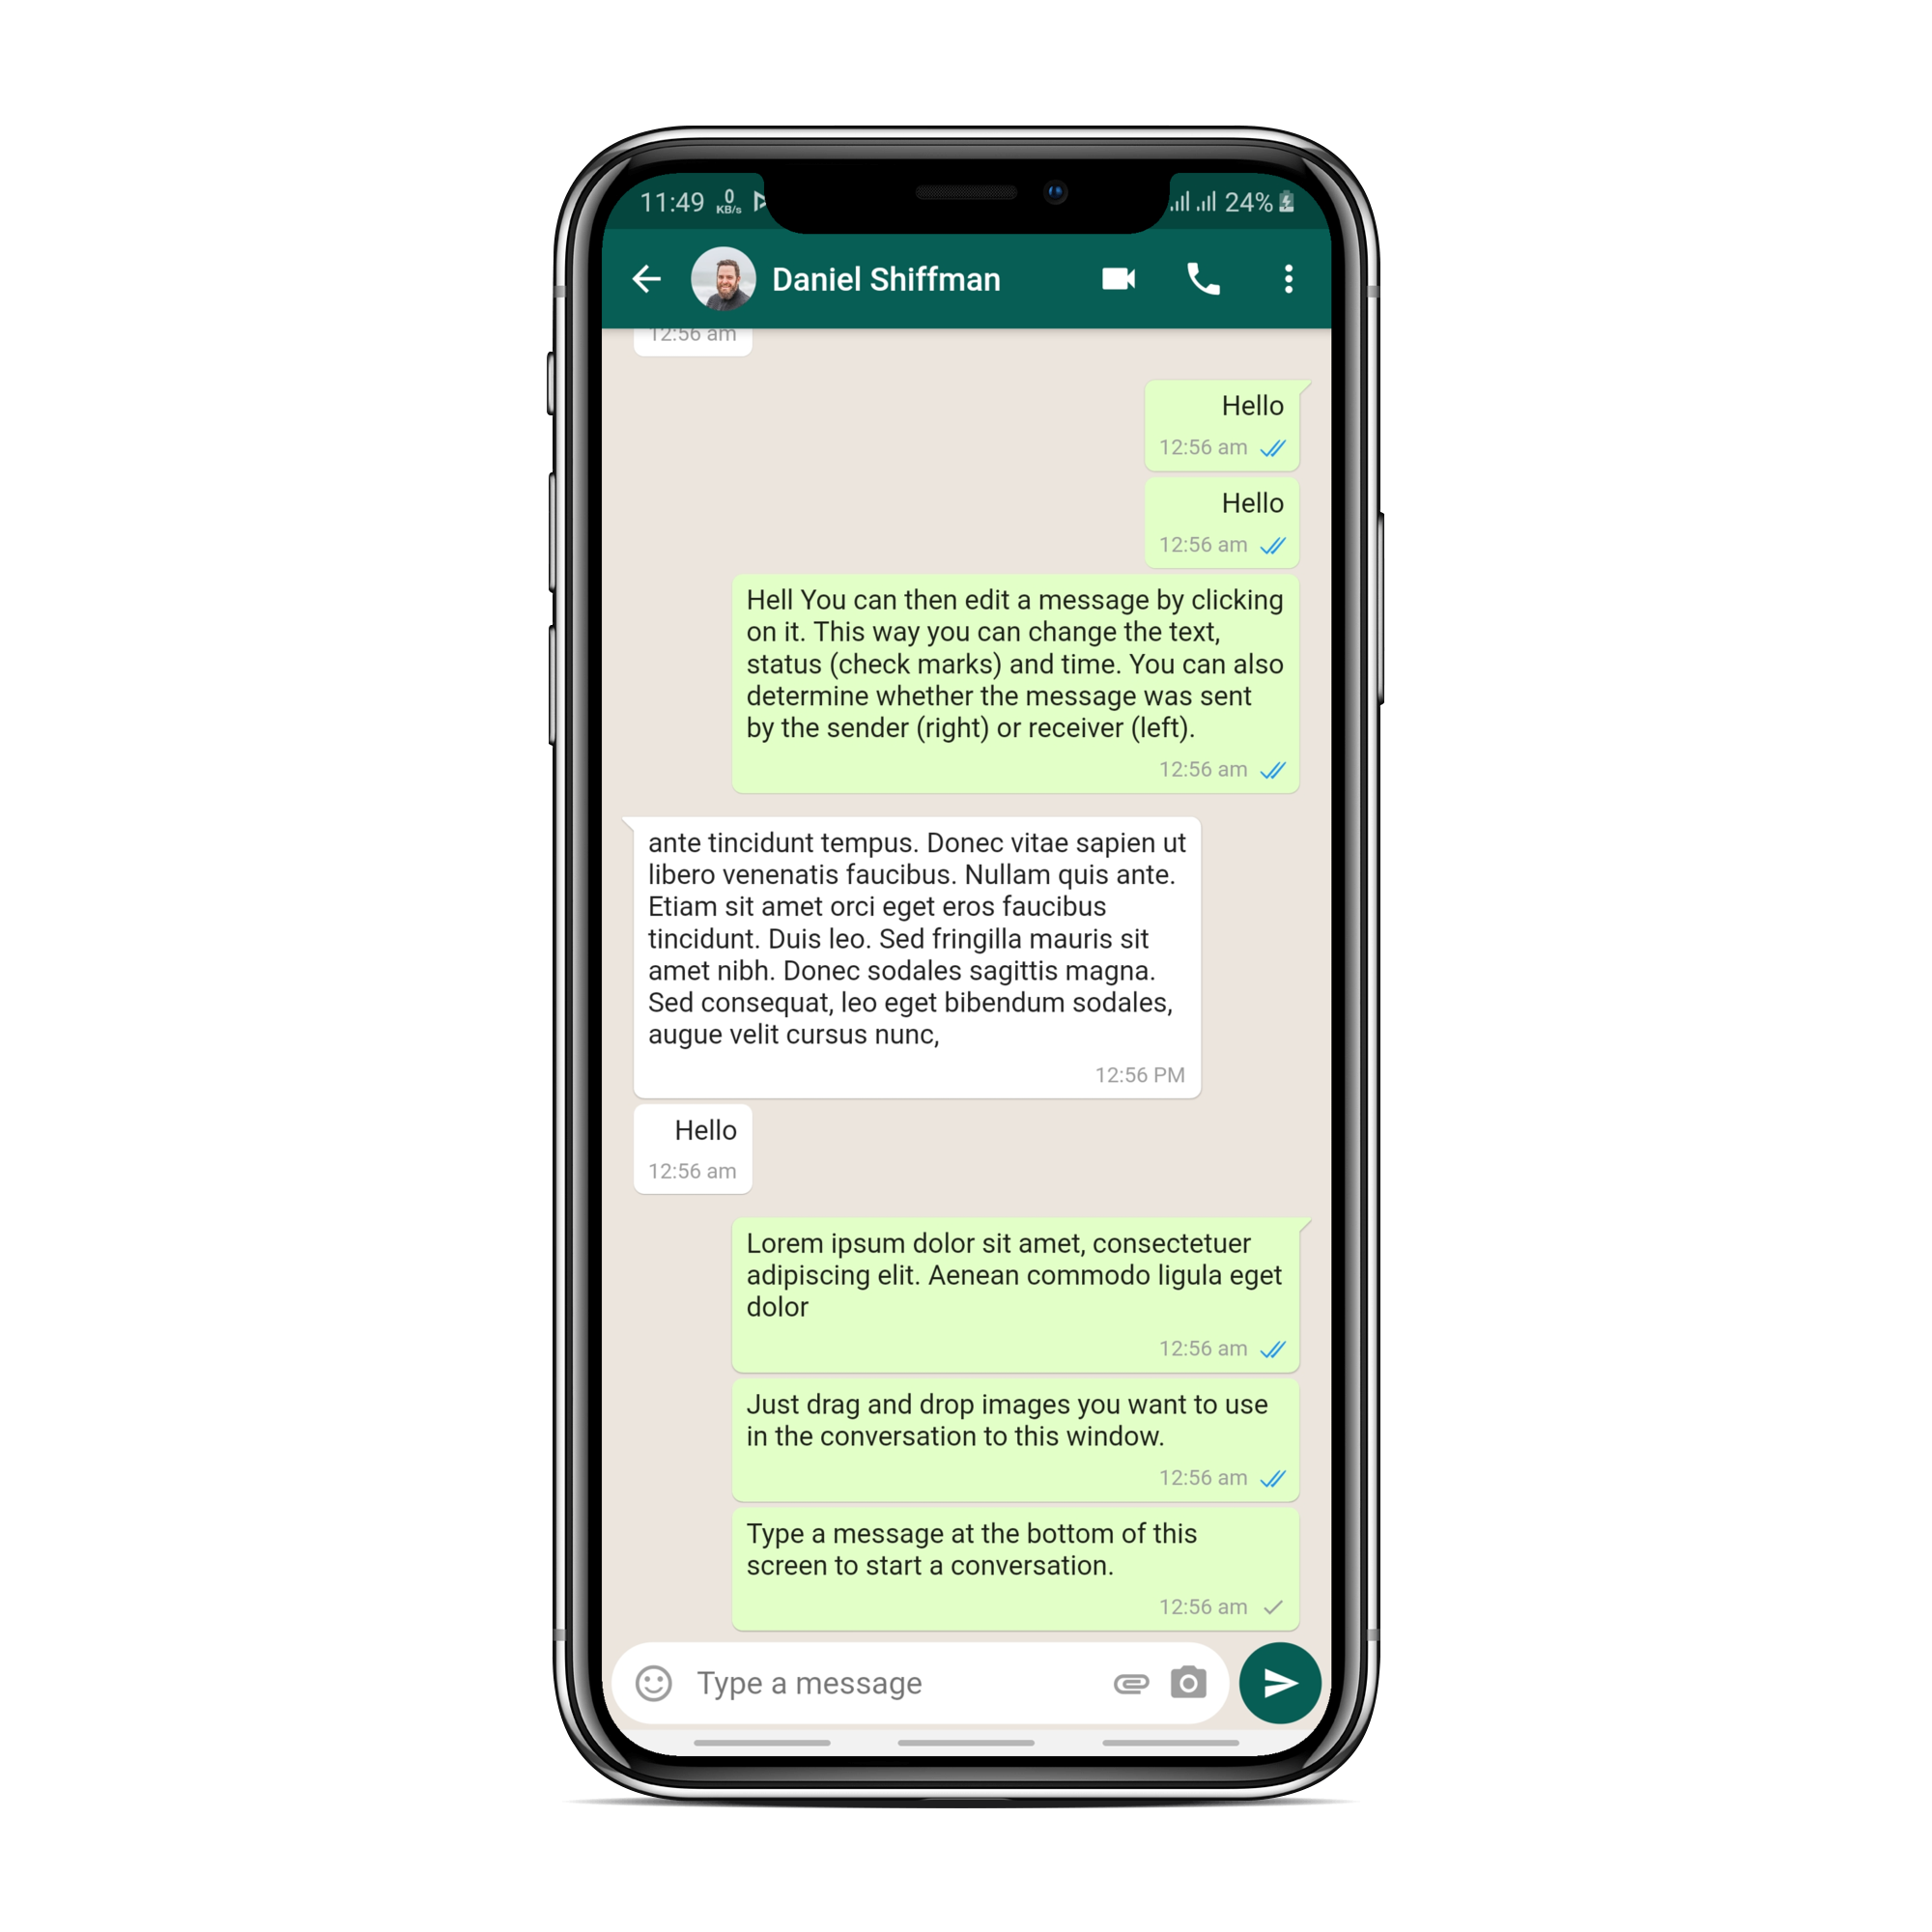 11:49 0 KB/s 24%
Daniel Shiffman
12:56 am
Hello
12:56 am
Hello
12:56 am
Hell You can then edit a message by clicking
on it. This way you can change the text,
status (check marks) and time. You can also
determine whether the message was sent
by the sender (right) or receiver (left).
12:56 am
ante tincidunt tempus. Donec vitae sapien ut
libero venenatis faucibus. Nullam quis ante.
Etiam sit amet orci eget eros faucibus
tincidunt. Duis leo. Sed fringilla mauris sit
amet nibh. Donec sodales sagittis magna.
Sed consequat, leo eget bibendum sodales,
augue velit cursus nunc,
12:56 PM
Hello
12:56 am
Lorem ipsum dolor sit amet, consectetuer
adipiscing elit. Aenean commodo ligula eget
dolor
12:56 am
Just drag and drop images you want to use
in the conversation to this window.
12:56 am
Type a message at the bottom of this
screen to start a conversation.
12:56 am
Type a message